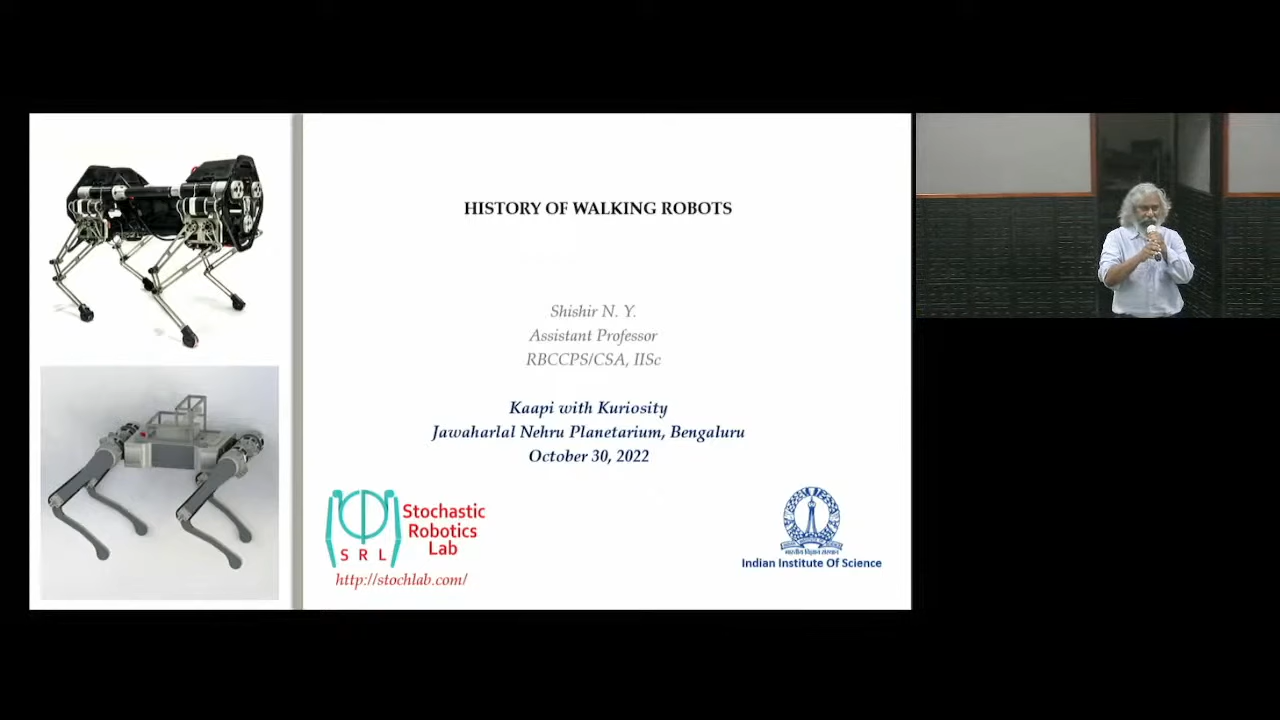 HISTORY OF WALKING ROBOTS
Shishir N. Y.
Assistant Professor
RBCCPS/CSA, IISc
Kaapi with Kuriosity
Jawaharlal Nehru Planetarium, Bengaluru
October 30, 2022
Stochastic
Robotics
Lab
S R L
http://stochlab.com/
भारतीय विज्ञान संस्थान
Indian Institute Of Science